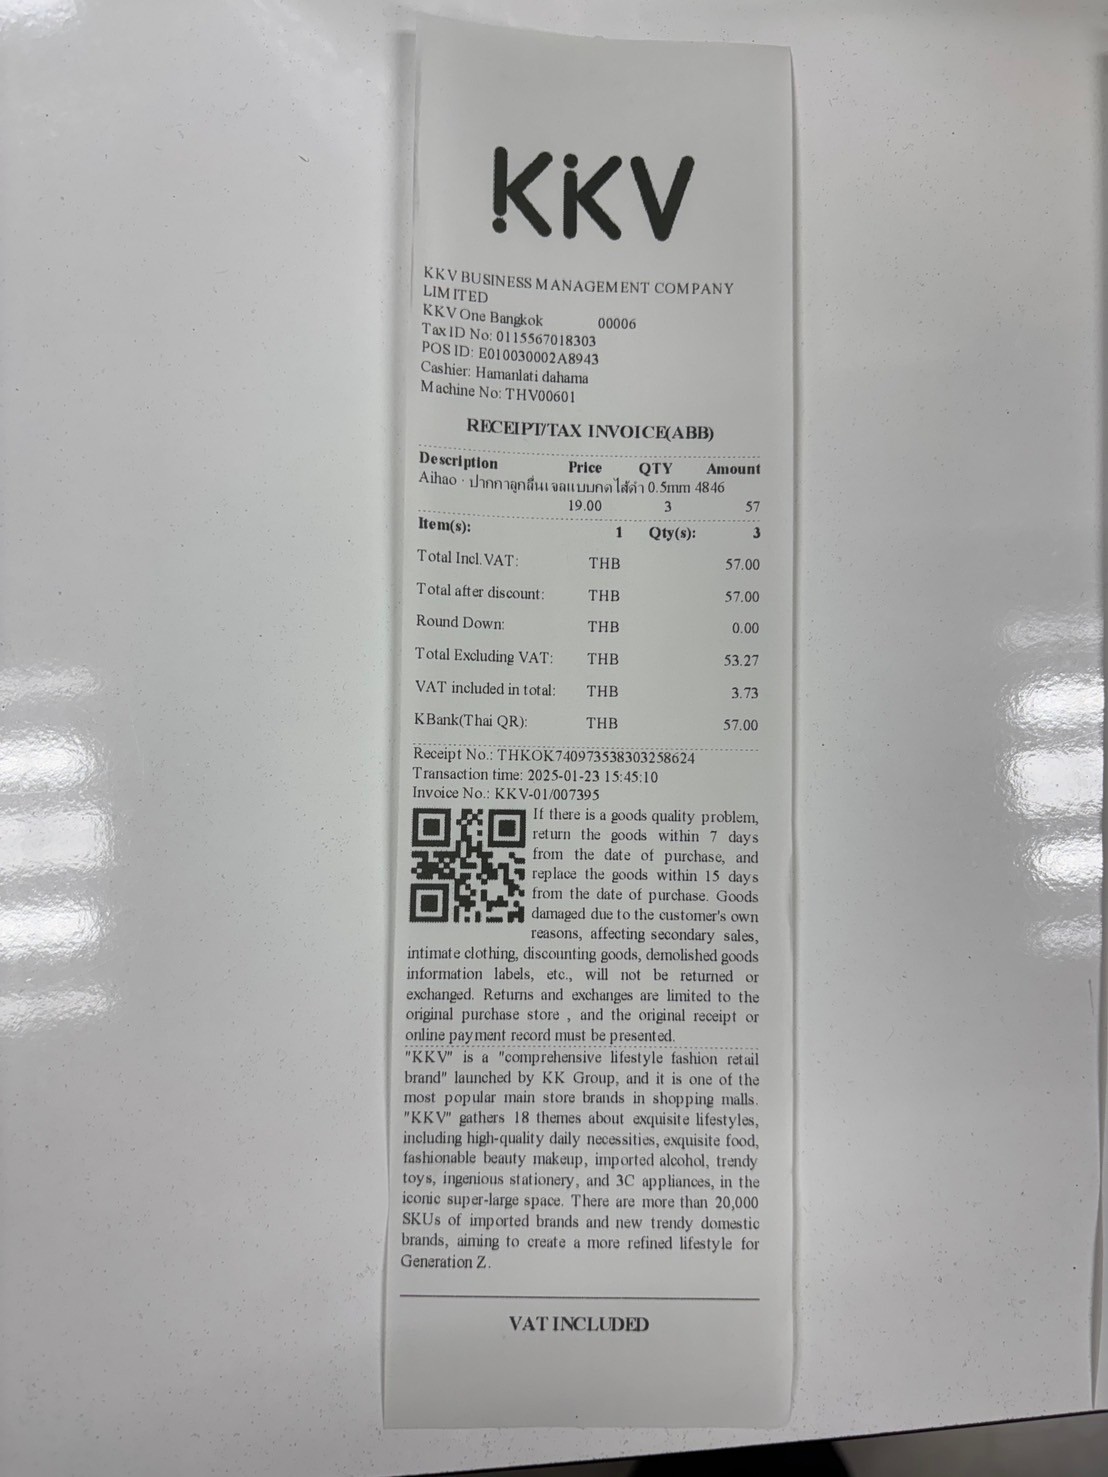 KKV
KKV BUSINESS MANAGEMENT COMPANY
LIMITED
KKV One Bangkok 00006
Tax ID No: 0115567018303
POS ID: E010030002A8943
Cashier: Hamanlati dahama
Machine No: THV00601
RECEIPT/TAX INVOICE(ABB)
Description Price QTY Amount
Aihao · ปากกาลูกลื่นเจลแบบกดไส้ดำ 0.5mm 4846
19.00 3 57
Item(s): 1 Qty(s): 3
Total Incl.VAT: THB 57.00
Total after discount: THB 57.00
Round Down: THB 0.00
Total Excluding VAT: THB 53.27
VAT included in total: THB 3.73
KBank(Thai QR): THB 57.00
Receipt No.: THKOK740973538303258624
Transaction time: 2025-01-23 15:45:10
Invoice No.: KKV-01/007395
If there is a goods quality problem,
return the goods within 7 days
from the date of purchase, and
replace the goods within 15 days
from the date of purchase. Goods
damaged due to the customer's own
reasons, affecting secondary sales,
intimate clothing, discounting goods, demolished goods
information labels, etc., will not be returned or
exchanged. Returns and exchanges are limited to the
original purchase store , and the original receipt or
online payment record must be presented.
"KKV" is a "comprehensive lifestyle fashion retail
brand" launched by KK Group, and it is one of the
most popular main store brands in shopping malls.
"KKV" gathers 18 themes about exquisite lifestyles,
including high-quality daily necessities, exquisite food,
fashionable beauty makeup, imported alcohol, trendy
toys, ingenious stationery, and 3C appliances, in the
iconic super-large space. There are more than 20,000
SKUs of imported brands and new trendy domestic
brands, aiming to create a more refined lifestyle for
Generation Z.
VAT INCLUDED